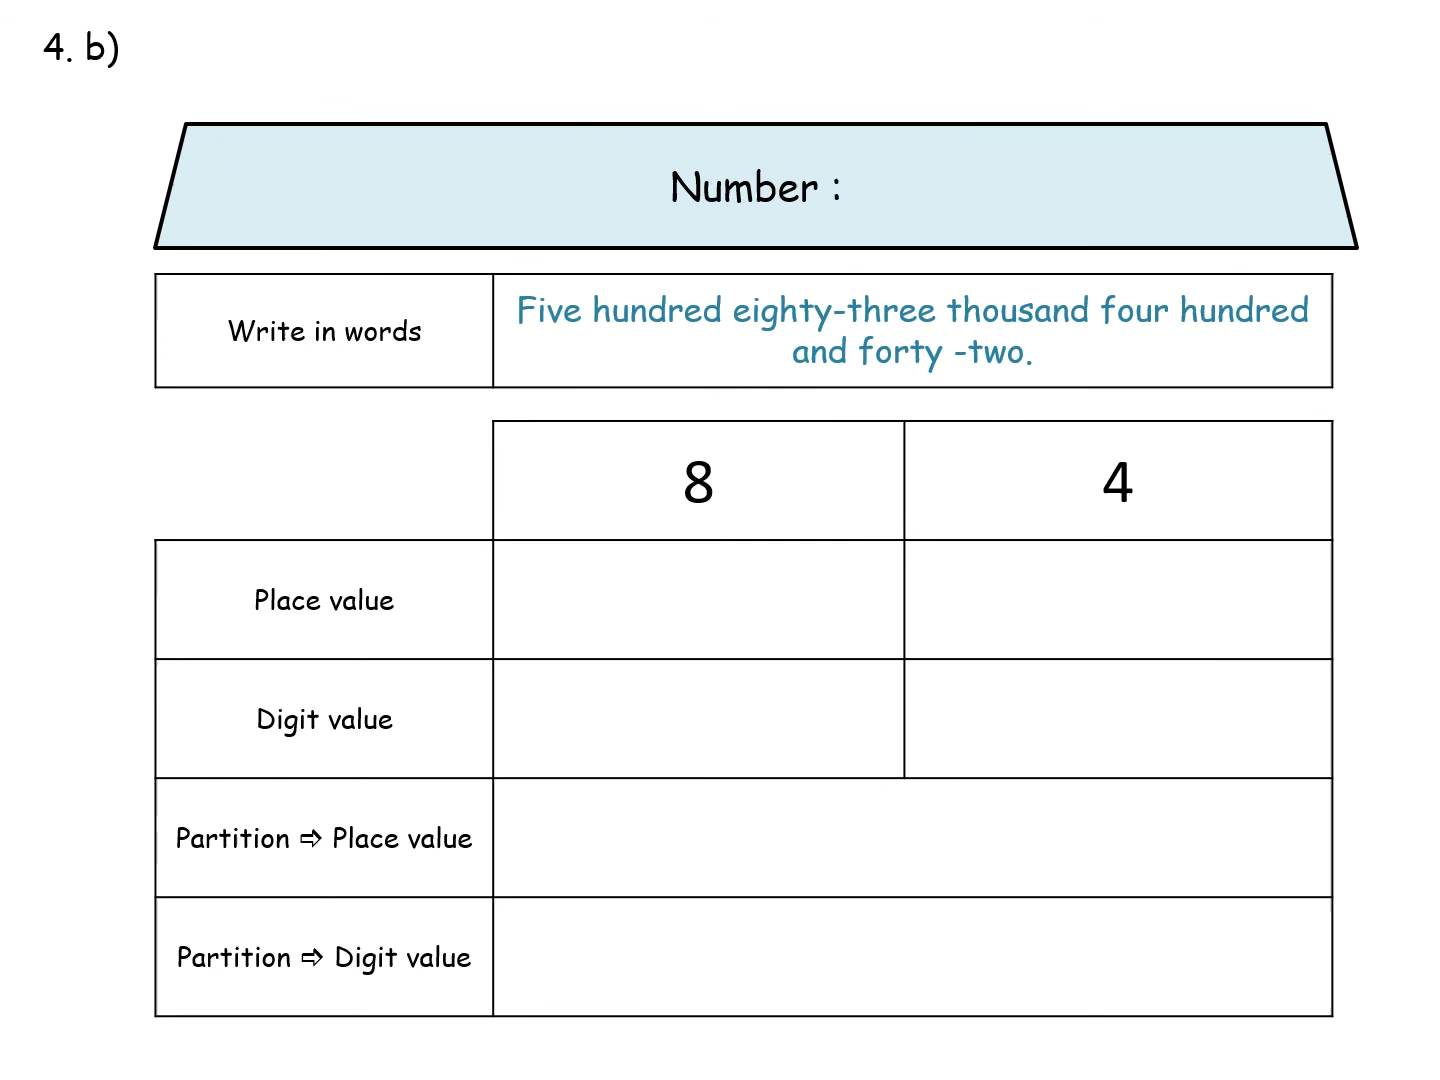 4. b)
Number :
Write in words
Five hundred eighty-three thousand four hundred
and forty -two.
8 4
Place value
Digit value
Partition ⇨ Place value
Partition ⇨ Digit value